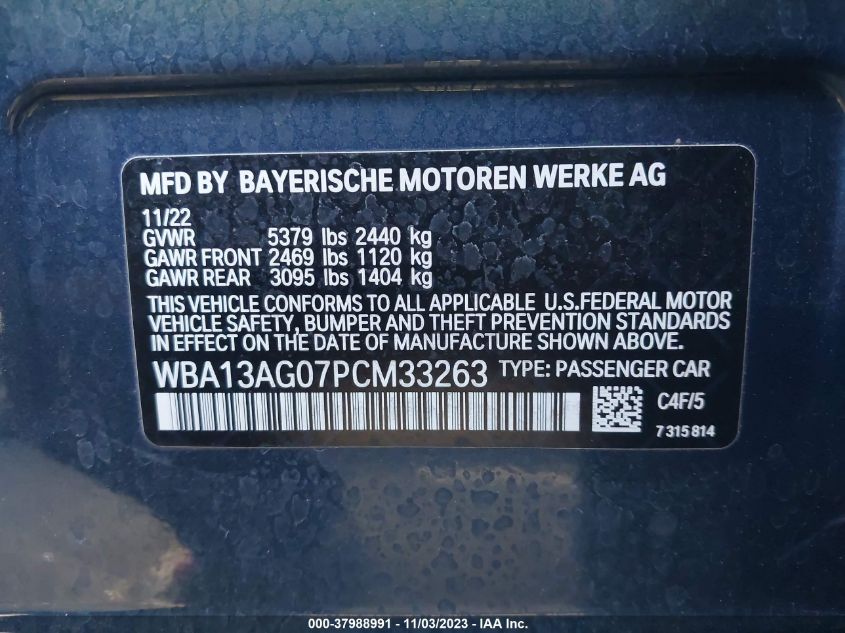 MFD BY BAYERISCHE MOTOREN WERKE AG
11/22
GVWR 5379 lbs 2440 kg
GAWR FRONT 2469 lbs 1120 kg
GAWR REAR 3095 lbs 1404 kg
THIS VEHICLE CONFORMS TO ALL APPLICABLE U.S.FEDERAL MOTOR
VEHICLE SAFETY, BUMPER AND THEFT PREVENTION STANDARDS
IN EFFECT ON THE DATE OF MANUFACTURE SHOWN ABOVE.
WBA13AG07PCM33263 TYPE: PASSENGER CAR
C4F/5
7 315 814
000-37988991 - 11/03/2023 - IAA Inc.